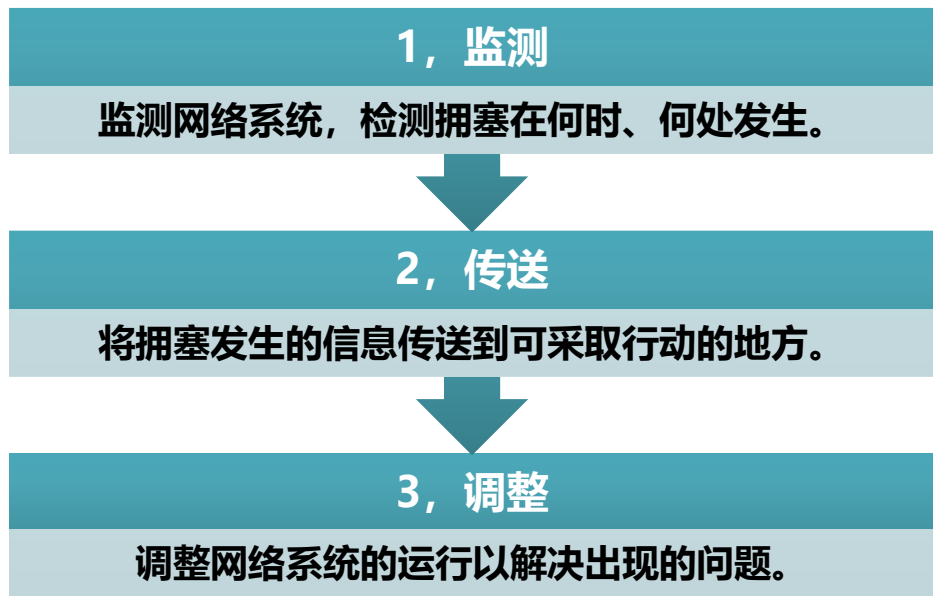 1，监测
监测网络系统，检测拥塞在何时、何处发生。
2，传送
将拥塞发生的信息传送到可采取行动的地方。
3，调整
调整网络系统的运行以解决出现的问题。